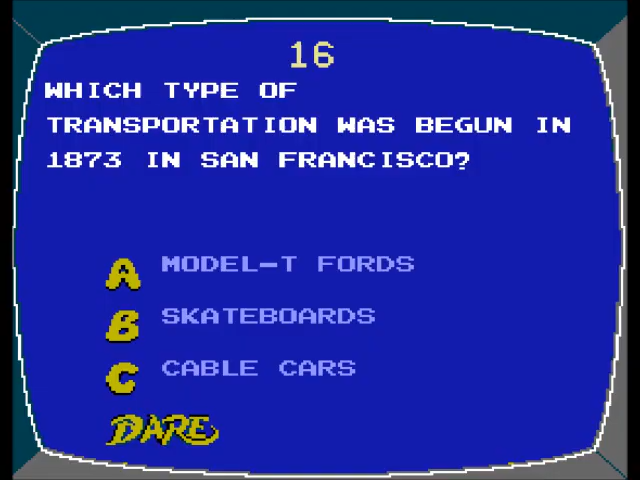 16
WHICH TYPE OF
TRANSPORTATION WAS BEGUN IN
1873 IN SAN FRANCISCO?
A MODEL-T FORDS
B SKATEBOARDS
C CABLE CARS
DARE